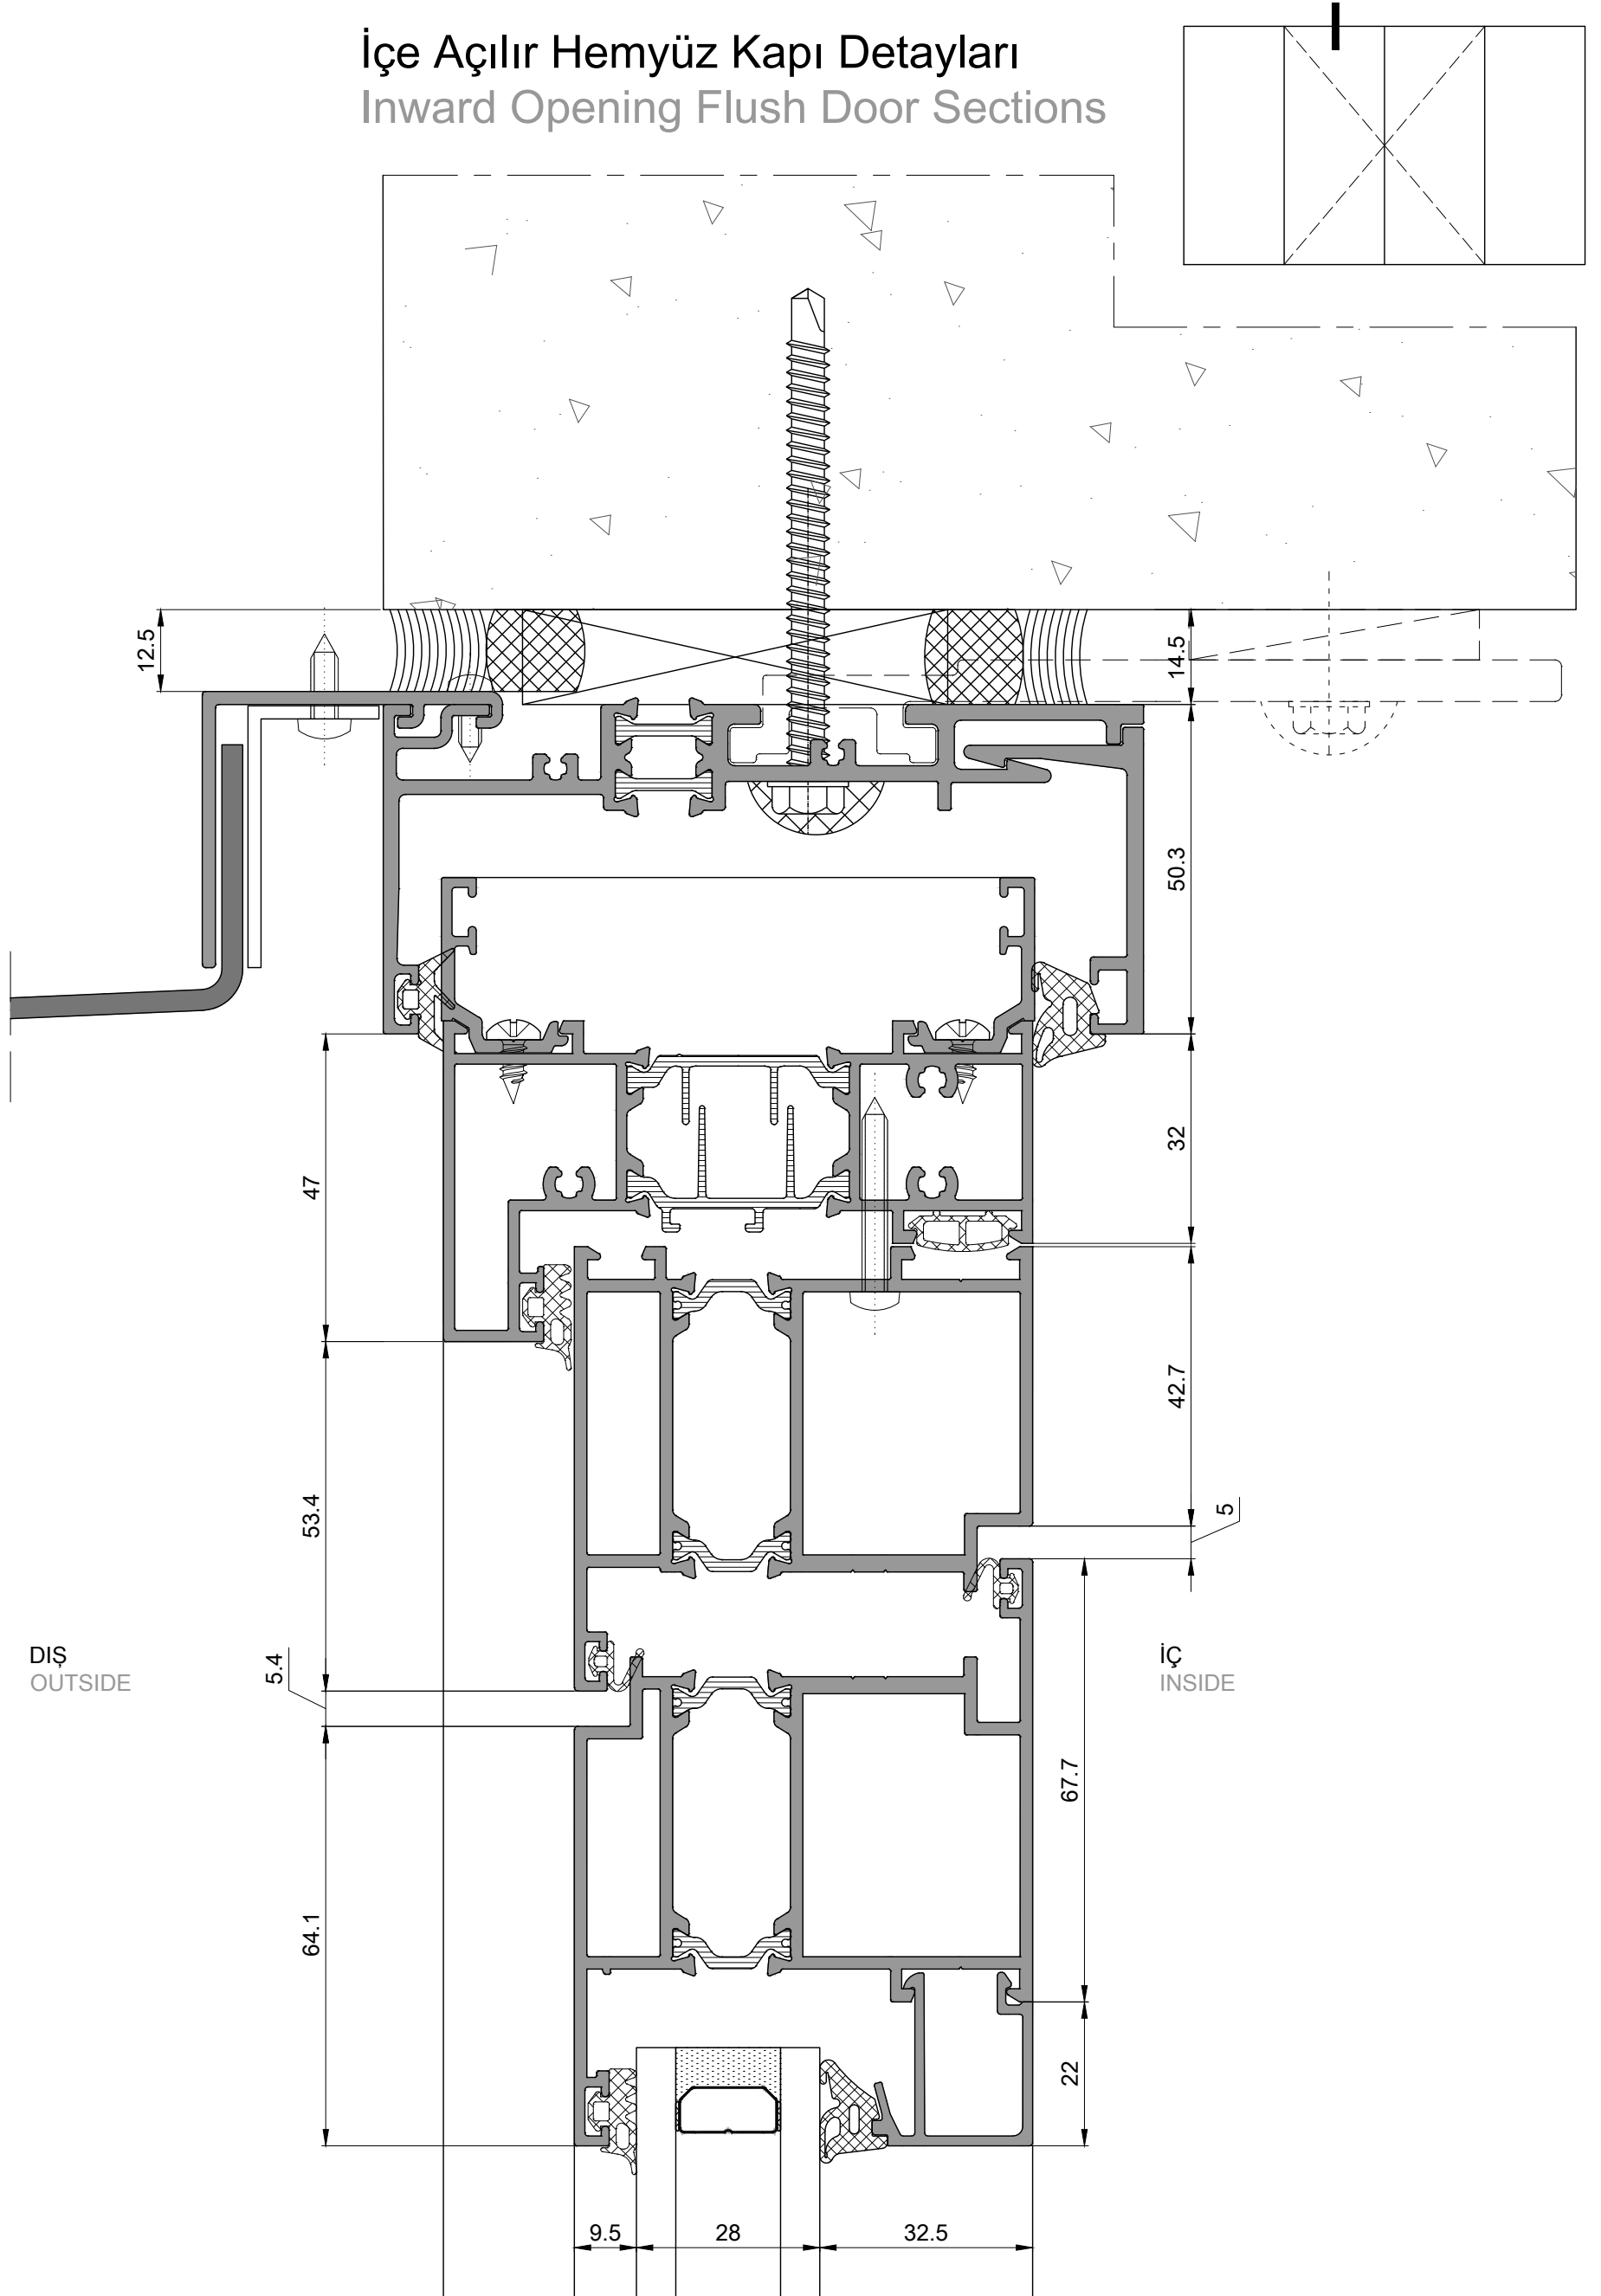 İçe Açılır Hemyüz Kapı Detayları
Inward Opening Flush Door Sections
12.5
14.5
50.3
47
32
53.4
42.7
5
DIŞ
OUTSIDE
5.4
İÇ
INSIDE
67.7
64.1
22
9.5
28
32.5